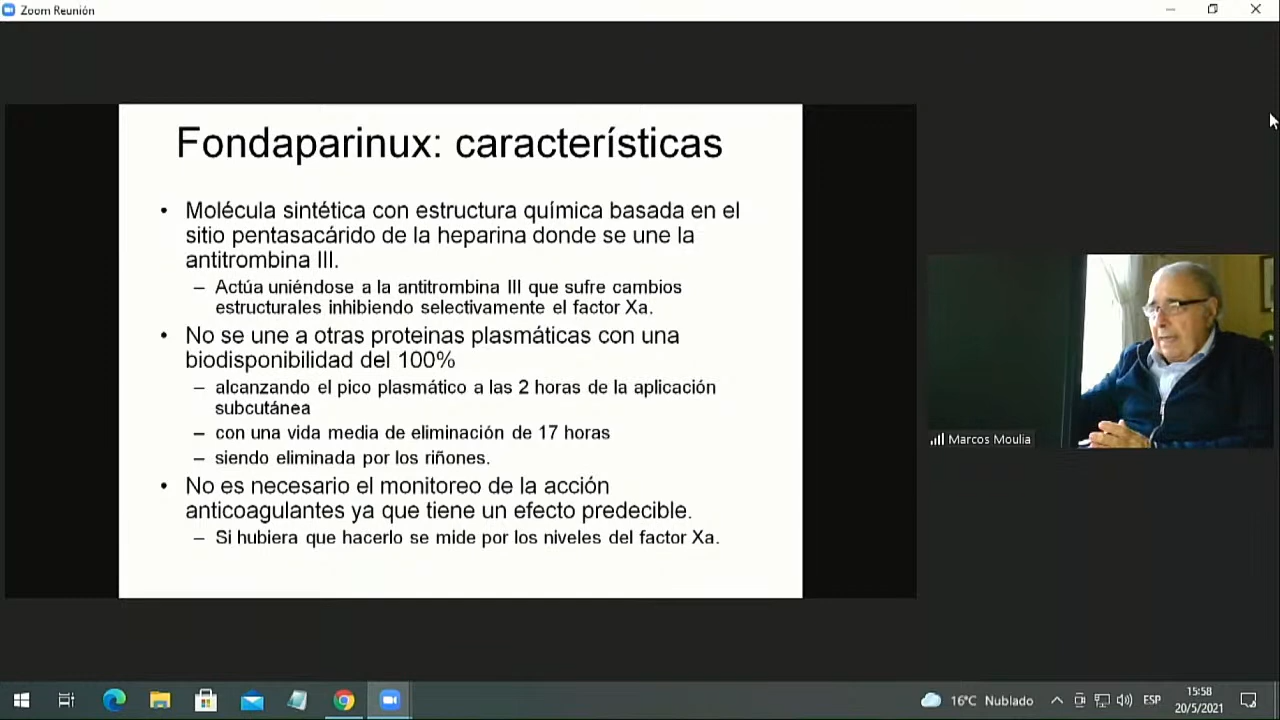 Zoom Reunión
Fondaparinux: características
• Molécula sintética con estructura química basada en el
sitio pentasacárido de la heparina donde se une la
antitrombina III.
– Actúa uniéndose a la antitrombina III que sufre cambios
estructurales inhibiendo selectivamente el factor Xa.
• No se une a otras proteinas plasmáticas con una
biodisponibilidad del 100%
– alcanzando el pico plasmático a las 2 horas de la aplicación
subcutánea
– con una vida media de eliminación de 17 horas
– siendo eliminada por los riñones.
• No es necesario el monitoreo de la acción
anticoagulantes ya que tiene un efecto predecible.
– Si hubiera que hacerlo se mide por los niveles del factor Xa.
Marcos Moulia
16°C Nublado
ESP
15:58
20/5/2021